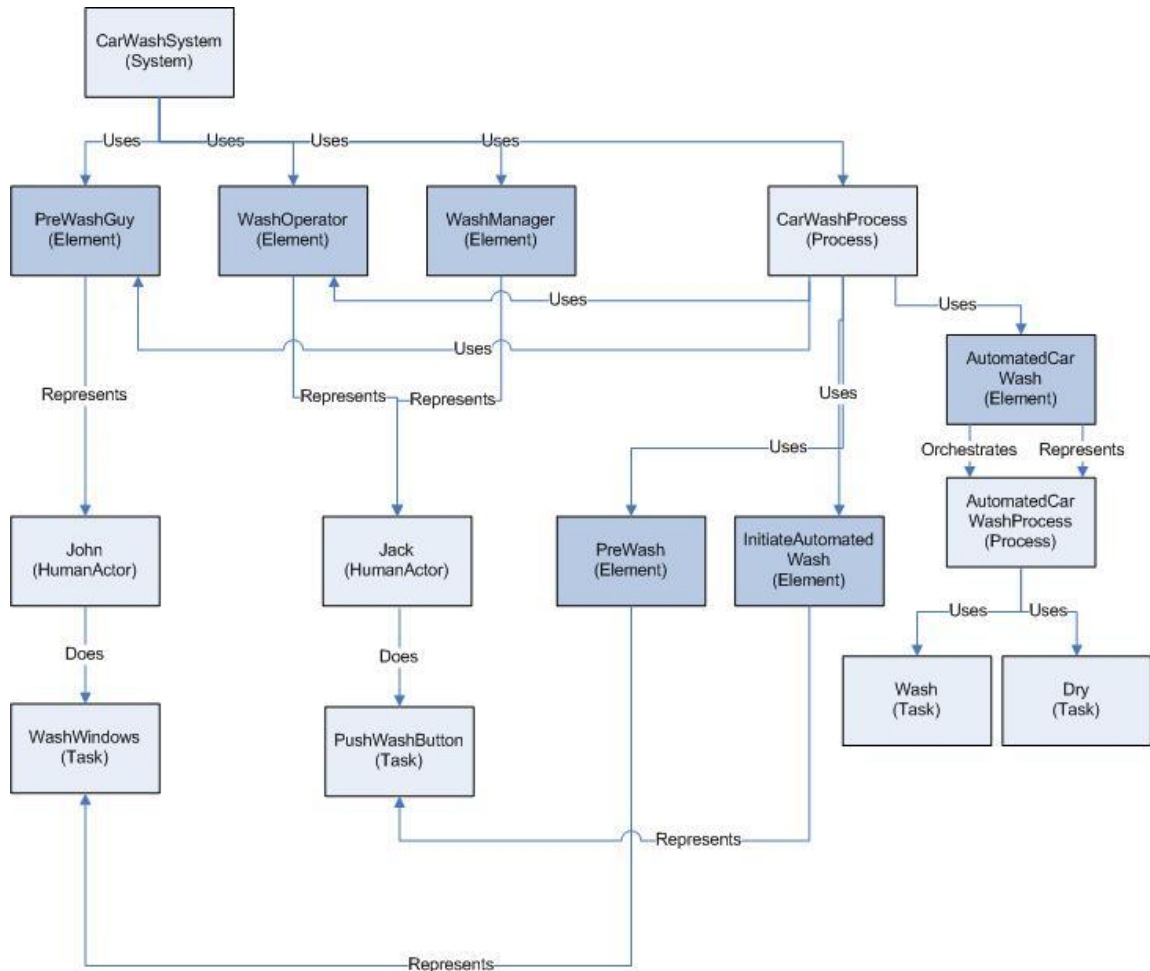 CarWashSystem
(System)
Uses
Uses
Uses
Uses
PreWashGuy
(Element)
WashOperator
(Element)
WashManager
(Element)
CarWashProcess
(Process)
Uses
Uses
Uses
AutomatedCar
Wash
(Element)
Represents
Represents
Represents
Uses
Uses
Orchestrates
Represents
John
(HumanActor)
Jack
(HumanActor)
PreWash
(Element)
InitiateAutomated
Wash
(Element)
AutomatedCar
WashProcess
(Process)
Uses
Uses
Does
Does
WashWindows
(Task)
PushWashButton
(Task)
Wash
(Task)
Dry
(Task)
Represents
Represents